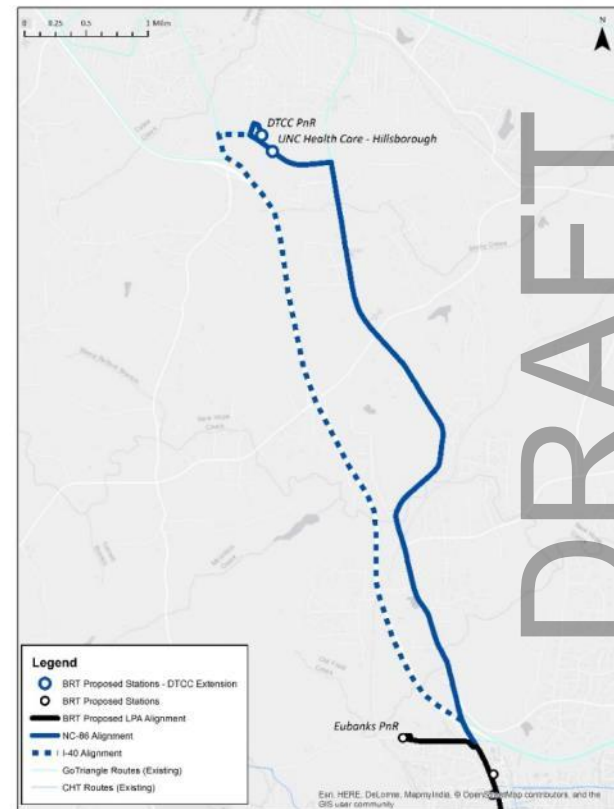 0 0.25 0.5 1 Miles
N
DTCC PnR
UNC Health Care - Hillsborough
DRAFT
Eubanks PnR
Legend
BRT Proposed Stations - DTCC Extension
BRT Proposed Stations
BRT Proposed LPA Alignment
NC-86 Alignment
I-40 Alignment
GoTriangle Routes (Existing)
CHT Routes (Existing)
Esri, HERE, DeLorme, MapmyIndia, © OpenStreetMap contributors, and the
GIS user community